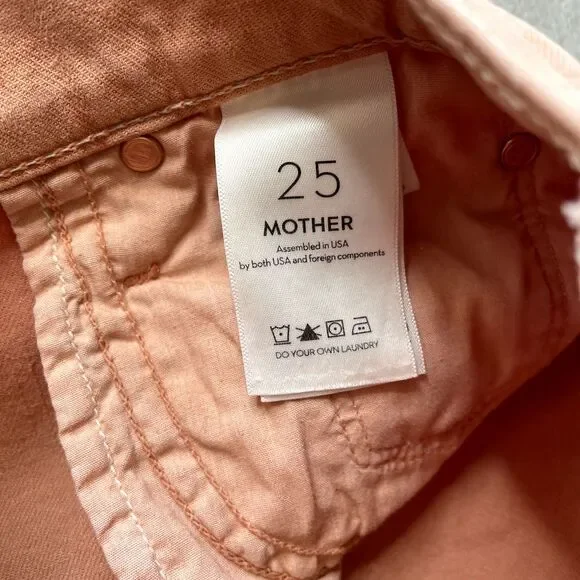 25
MOTHER
Assembled in USA
by both USA and foreign components
DO YOUR OWN LAUNDRY